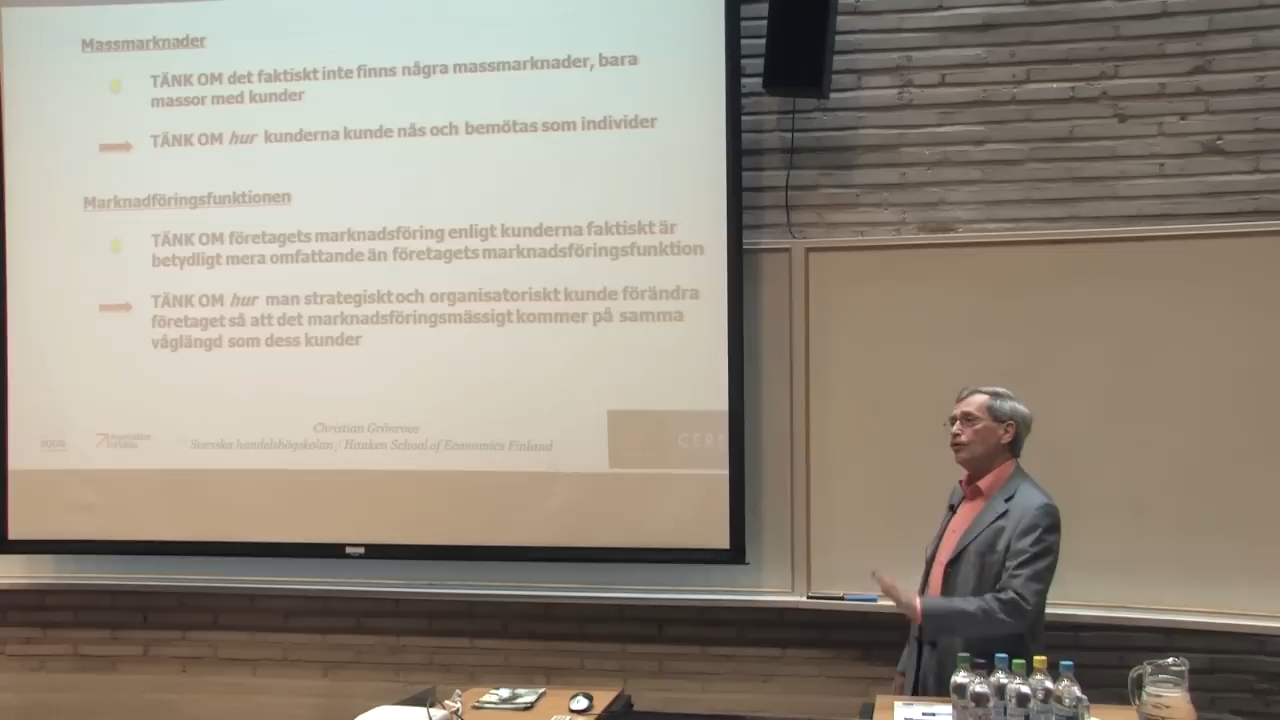 Massmarknader
TÄNK OM det faktiskt inte finns några massmarknader, bara
massor med kunder
TÄNK OM hur kunderna kunde nås och bemötas som individer
Marknadföringsfunktionen
TÄNK OM företagets marknadsföring enligt kunderna faktiskt är
betydligt mera omfattande än företagets marknadsföringsfunktion
TÄNK OM hur man strategiskt och organisatoriskt kunde förändra
företaget så att det marknadsföringsmässigt kommer på samma
våglängd som dess kunder
Christian Grönroos
Svenska handelshögskolan / Hanken School of Economics Finland
EQUIS
CERS